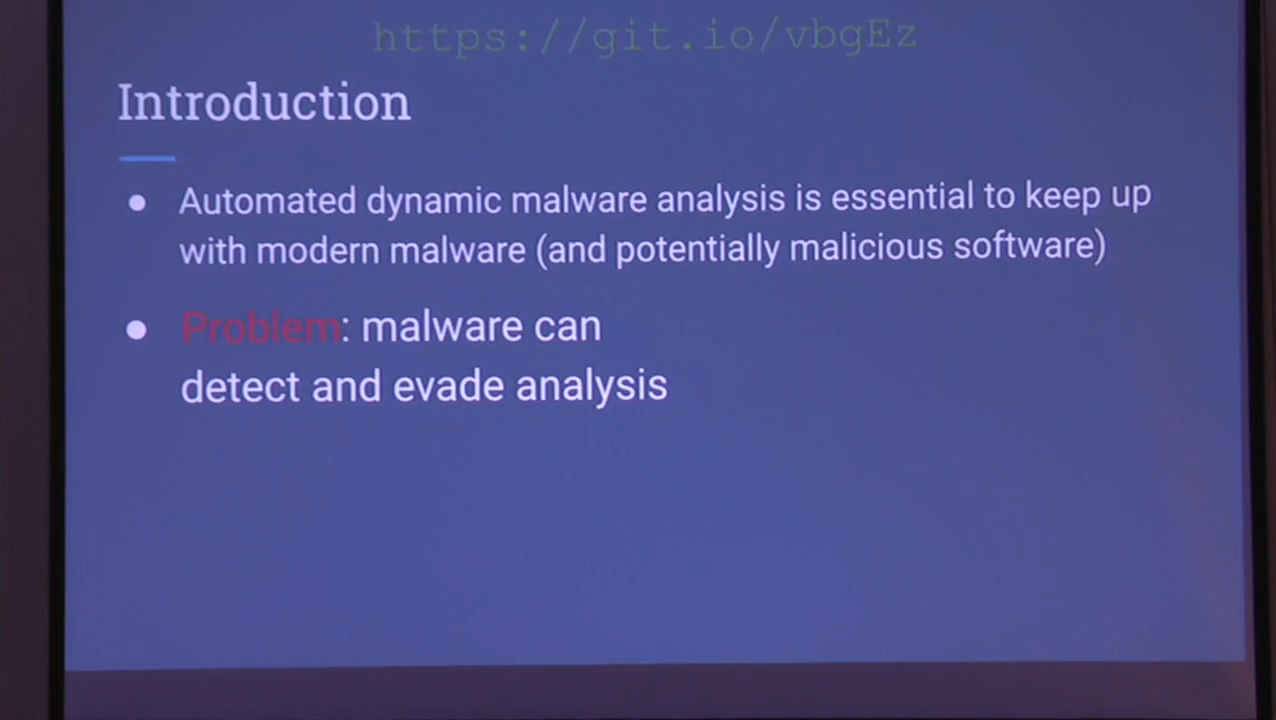 https://git.io/vbgEz
Introduction
● Automated dynamic malware analysis is essential to keep up
with modern malware (and potentially malicious software)
● Problem: malware can
detect and evade analysis